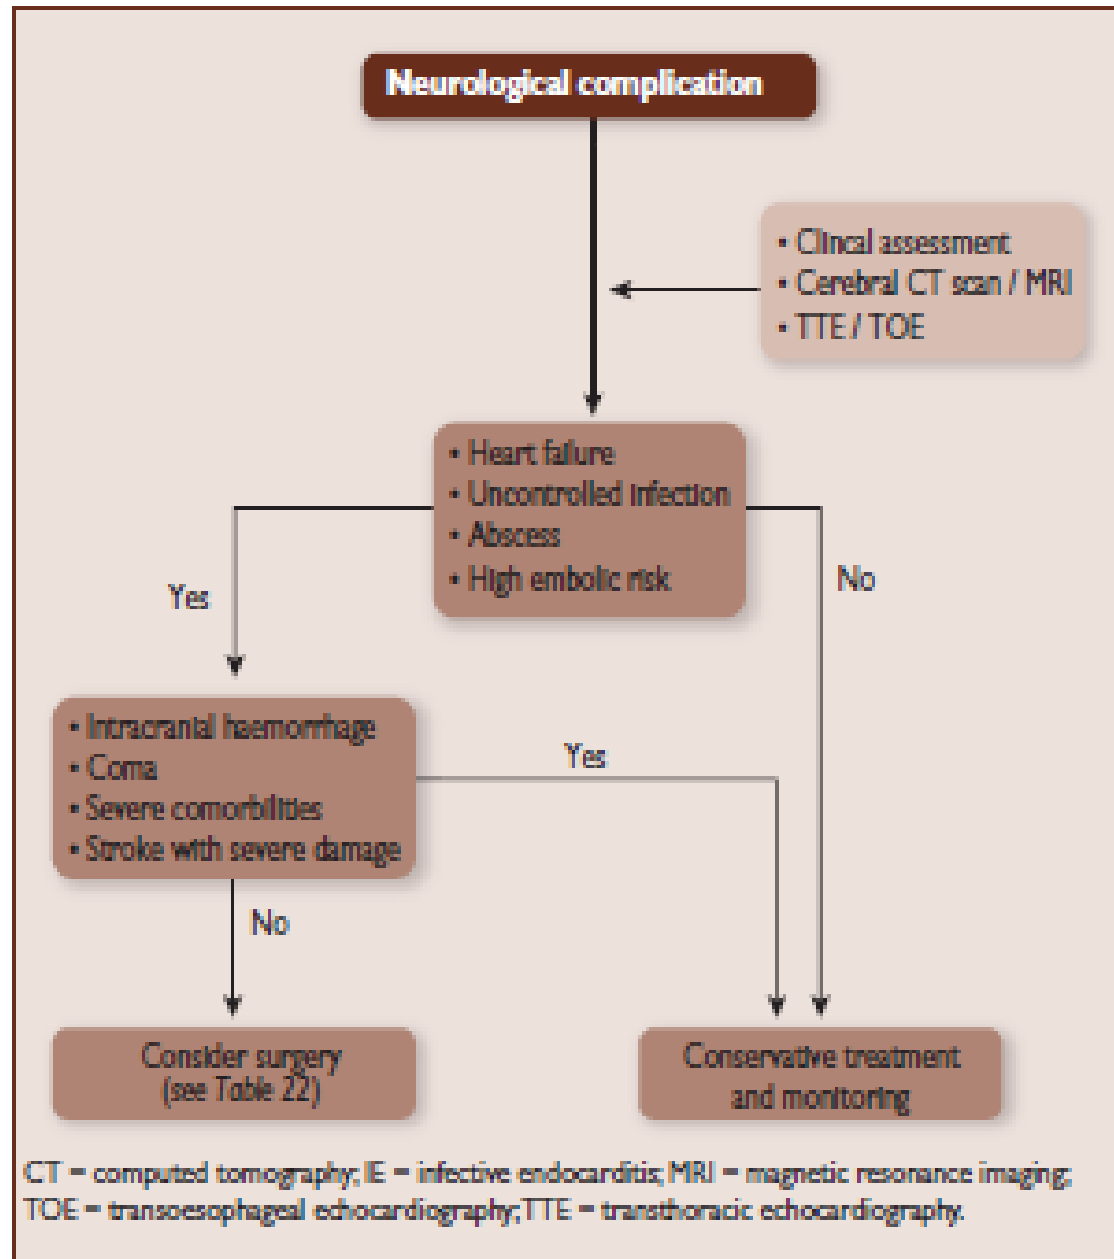 Neurological complication
• Clincal assessment
• Cerebral CT scan / MRI
• TTE / TOE
• Heart failure
• Uncontrolled infection
• Abscess
• High embolic risk
Yes
No
• Intracranial haemorrhage
• Coma
• Severe comorbilities
• Stroke with severe damage
Yes
No
Consider surgery
(see Table 22)
Conservative treatment
and monitoring
CT = computed tomography; IE = infective endocarditis; MRI = magnetic resonance imaging;
TOE = transoesophageal echocardiography; TTE = transthoracic echocardiography.